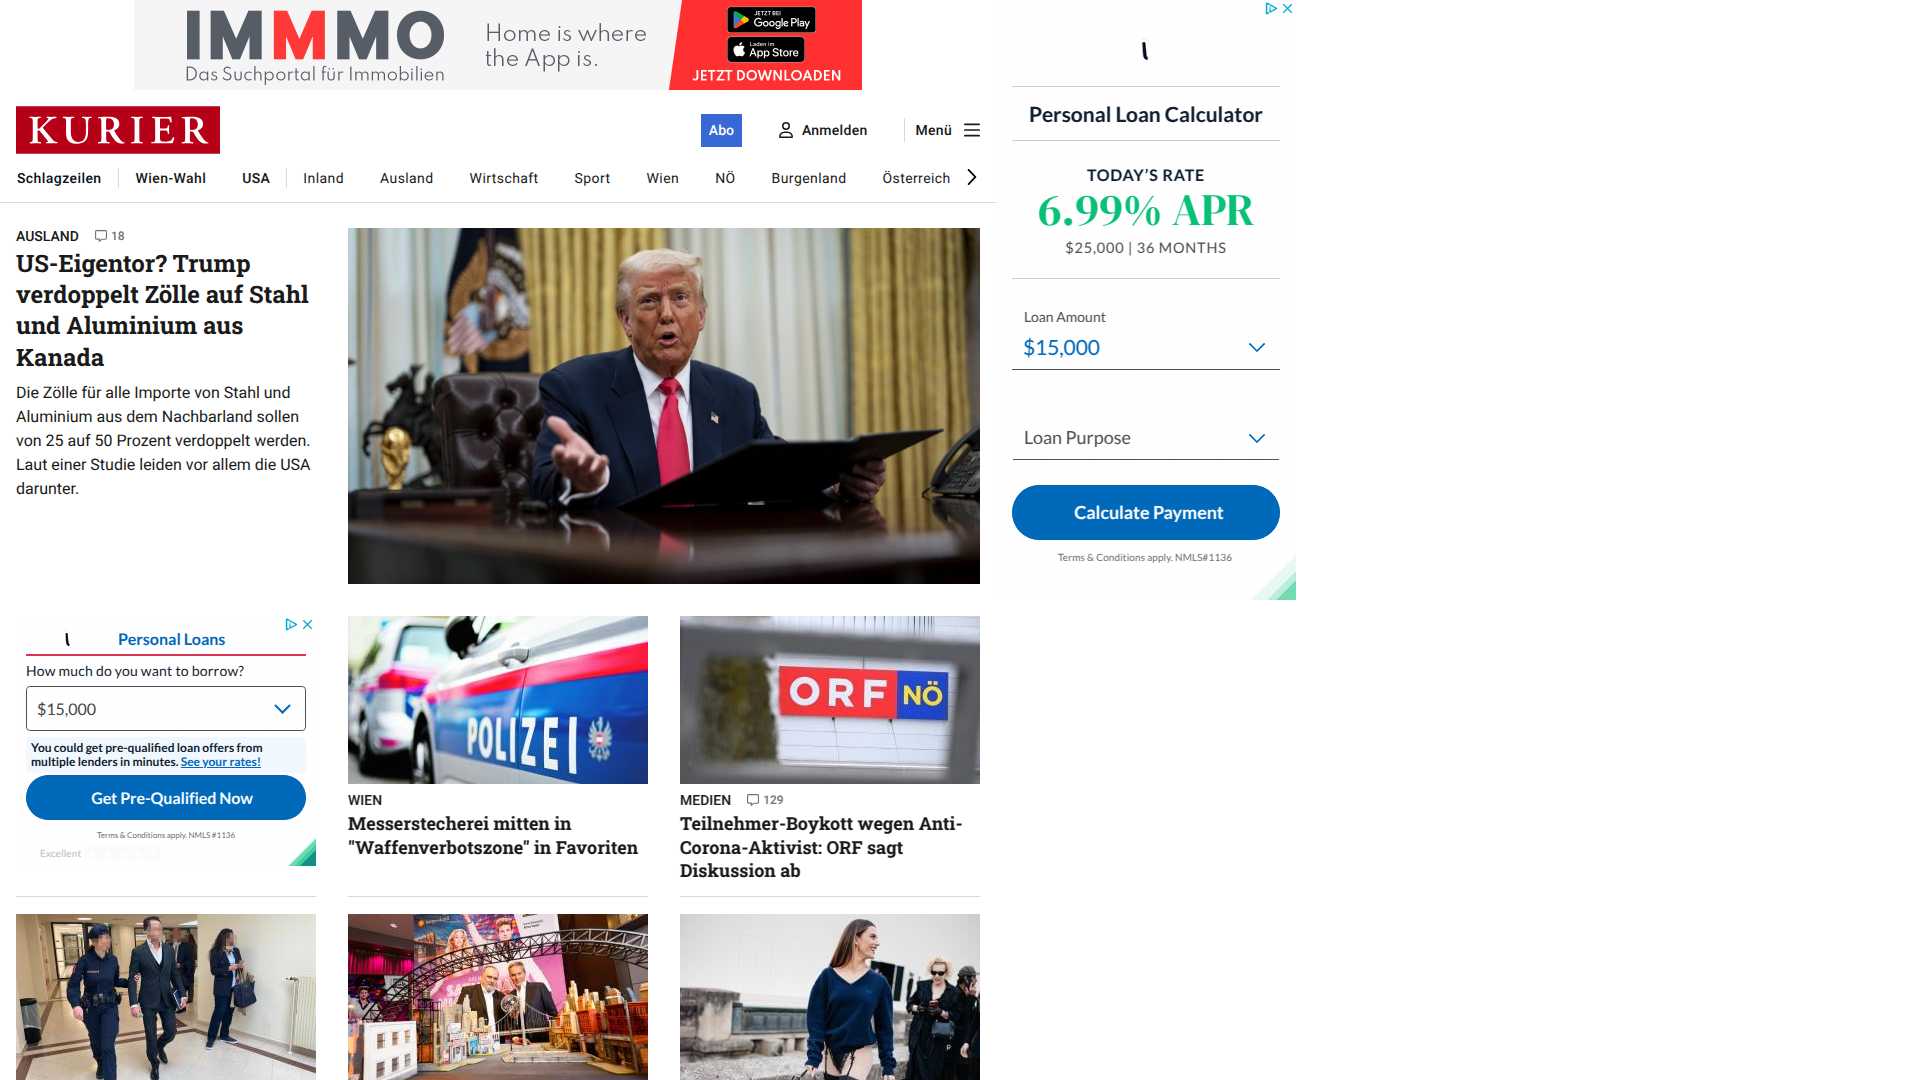 IMMMO
Das Suchportal für Immobilien
Home is where
the App is.
JETZT BEI
Google Play
Laden im
App Store
JETZT DOWNLOADEN
KURIER
Abo
Anmelden
Menü
Schlagzeilen
Wien-Wahl
USA
Inland
Ausland
Wirtschaft
Sport
Wien
NÖ
Burgenland
Österreich
AUSLAND 18
US-Eigentor? Trump
verdoppelt Zölle auf Stahl
und Aluminium aus
Kanada
Die Zölle für alle Importe von Stahl und
Aluminium aus dem Nachbarland sollen
von 25 auf 50 Prozent verdoppelt werden.
Laut einer Studie leiden vor allem die USA
darunter.
Personal Loan Calculator
TODAY'S RATE
6.99% APR
$25,000 | 36 MONTHS
Loan Amount
$15,000
Loan Purpose
Calculate Payment
Terms & Conditions apply. NMLS#1136
Personal Loans
How much do you want to borrow?
$15,000
You could get pre-qualified loan offers from
multiple lenders in minutes. See your rates!
Get Pre-Qualified Now
Terms & Conditions apply. NMLS #1136
Excellent
POLIZEI
WIEN
Messerstecherei mitten in
"Waffenverbotszone" in Favoriten
ORF NÖ
MEDIEN 129
Teilnehmer-Boykott wegen Anti-
Corona-Aktivist: ORF sagt
Diskussion ab